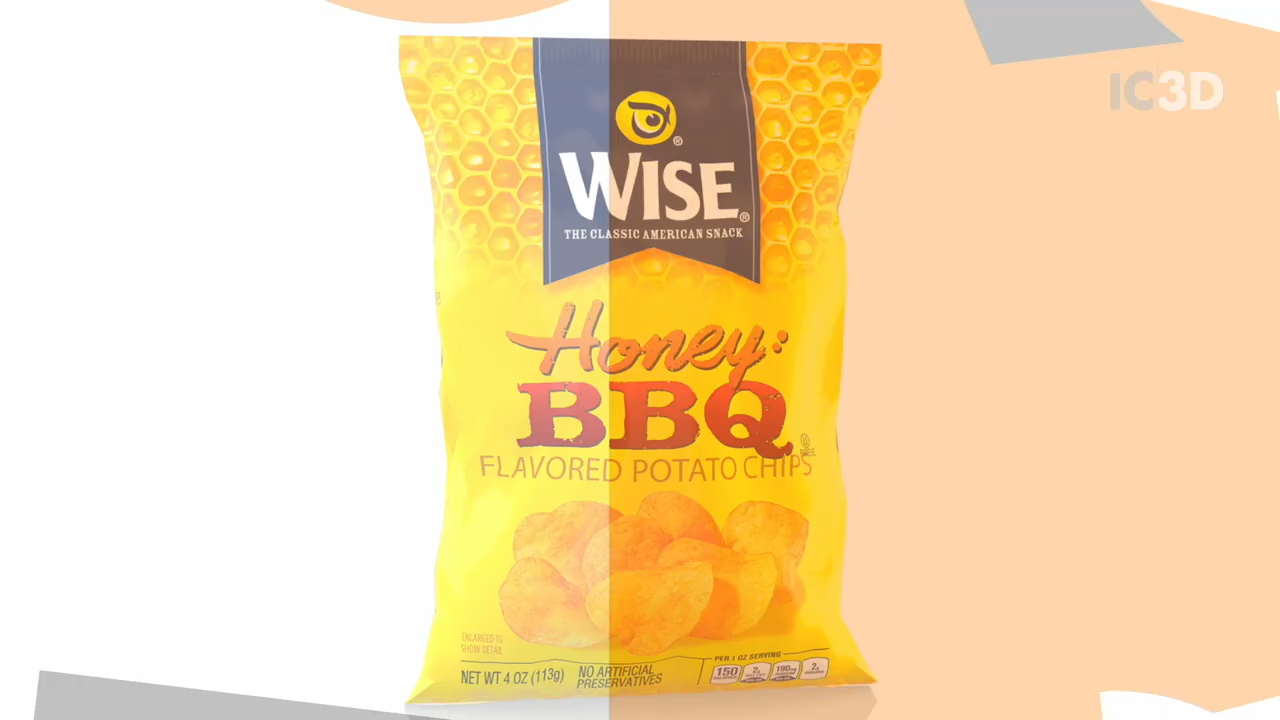 IC3D
WISE®
THE CLASSIC AMERICAN SNACK
Honey:
BBQ
FLAVORED POTATO CHIPS
ENLARGED TO
SHOW DETAIL
NET WT 4 OZ (113g)
NO ARTIFICIAL
PRESERVATIVES
PER 1 OZ SERVING
150
CALORIES